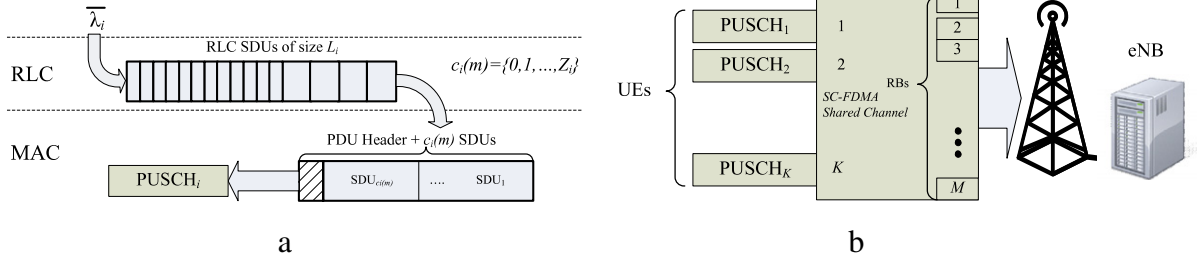 λi
RLC SDUs of size Li
RLC
ci(m)={0,1,...,Zi}
PDU Header + ci(m) SDUs
MAC
PUSCHi
SDUci(m)
....
SDU1
a
UEs
PUSCH1
PUSCH2
PUSCHK
1
2
K
SC-FDMA
Shared Channel
RBs
1
2
3
M
eNB
b